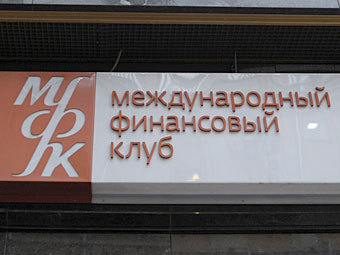 МФК
международный
финансовый
клуб